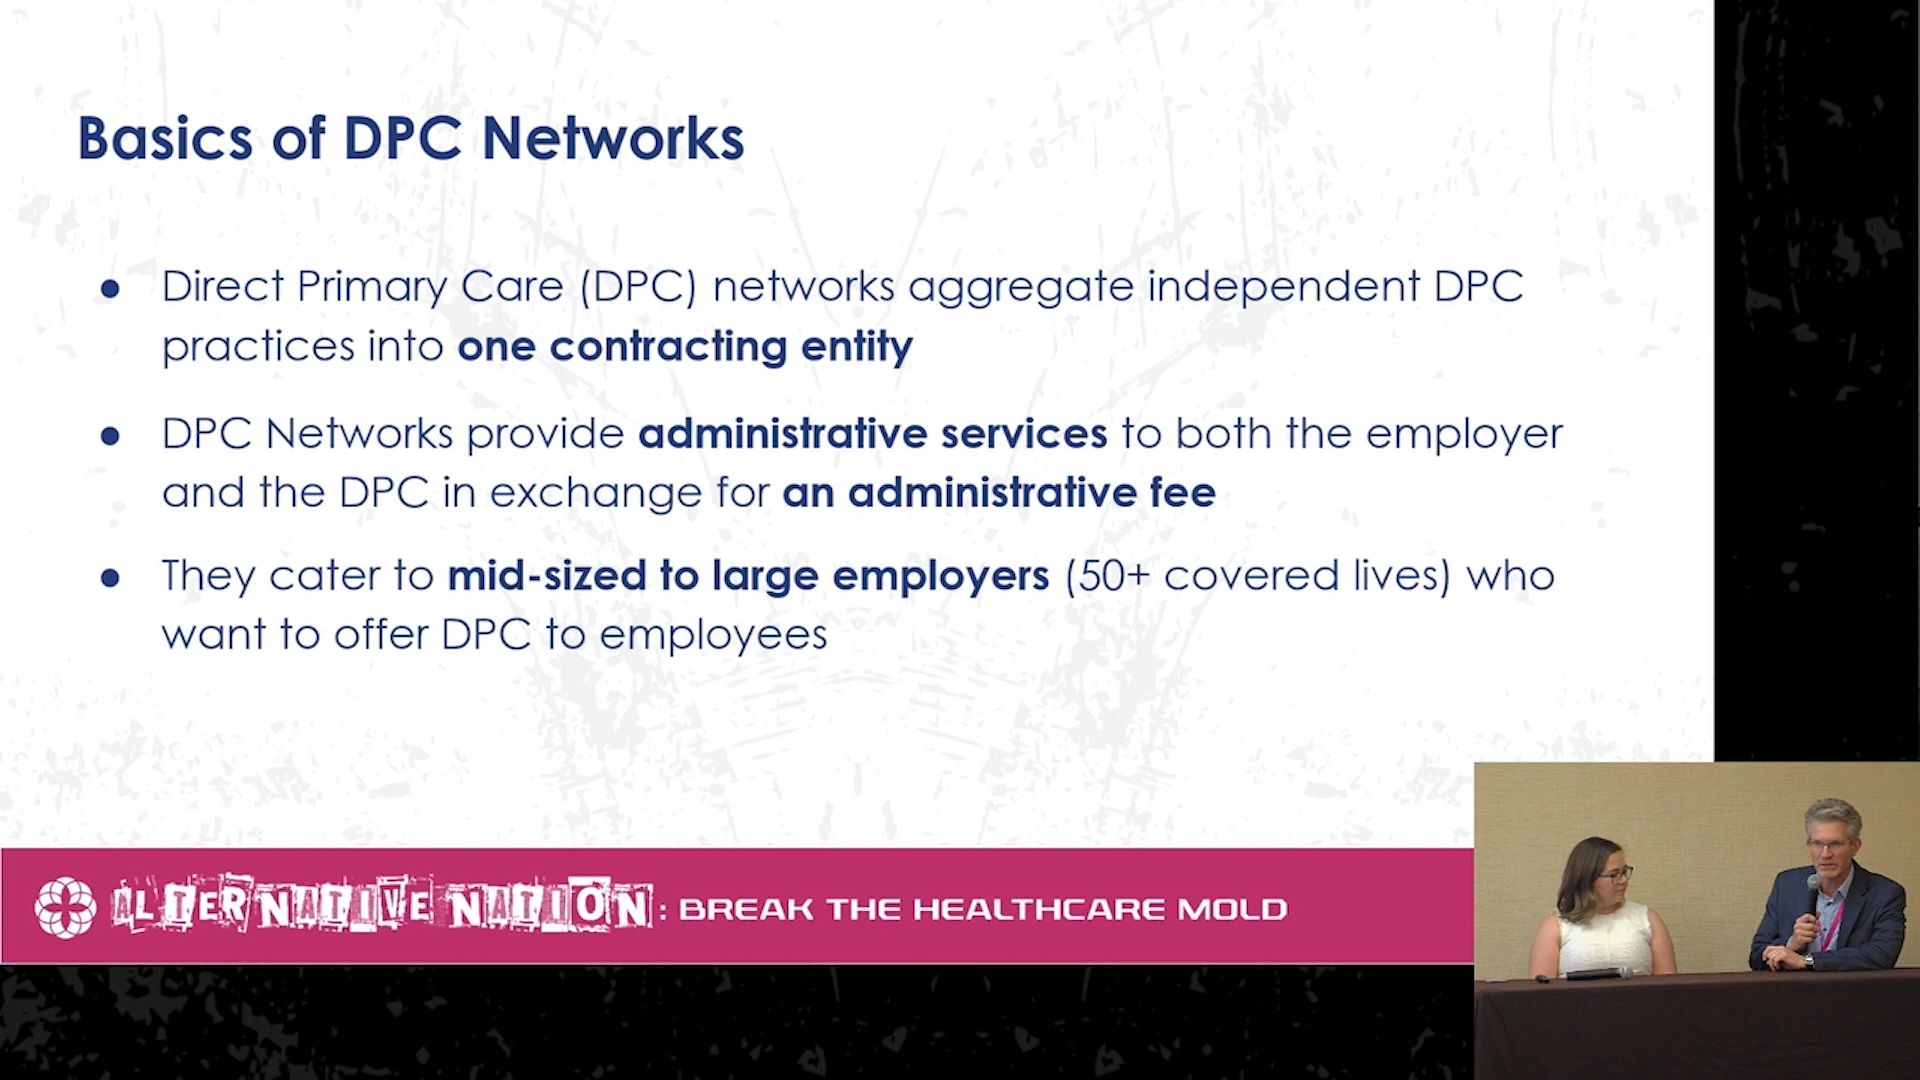 Basics of DPC Networks
● Direct Primary Care (DPC) networks aggregate independent DPC
practices into one contracting entity
● DPC Networks provide administrative services to both the employer
and the DPC in exchange for an administrative fee
● They cater to mid-sized to large employers (50+ covered lives) who
want to offer DPC to employees
ALTERNATIVE NATION: BREAK THE HEALTHCARE MOLD